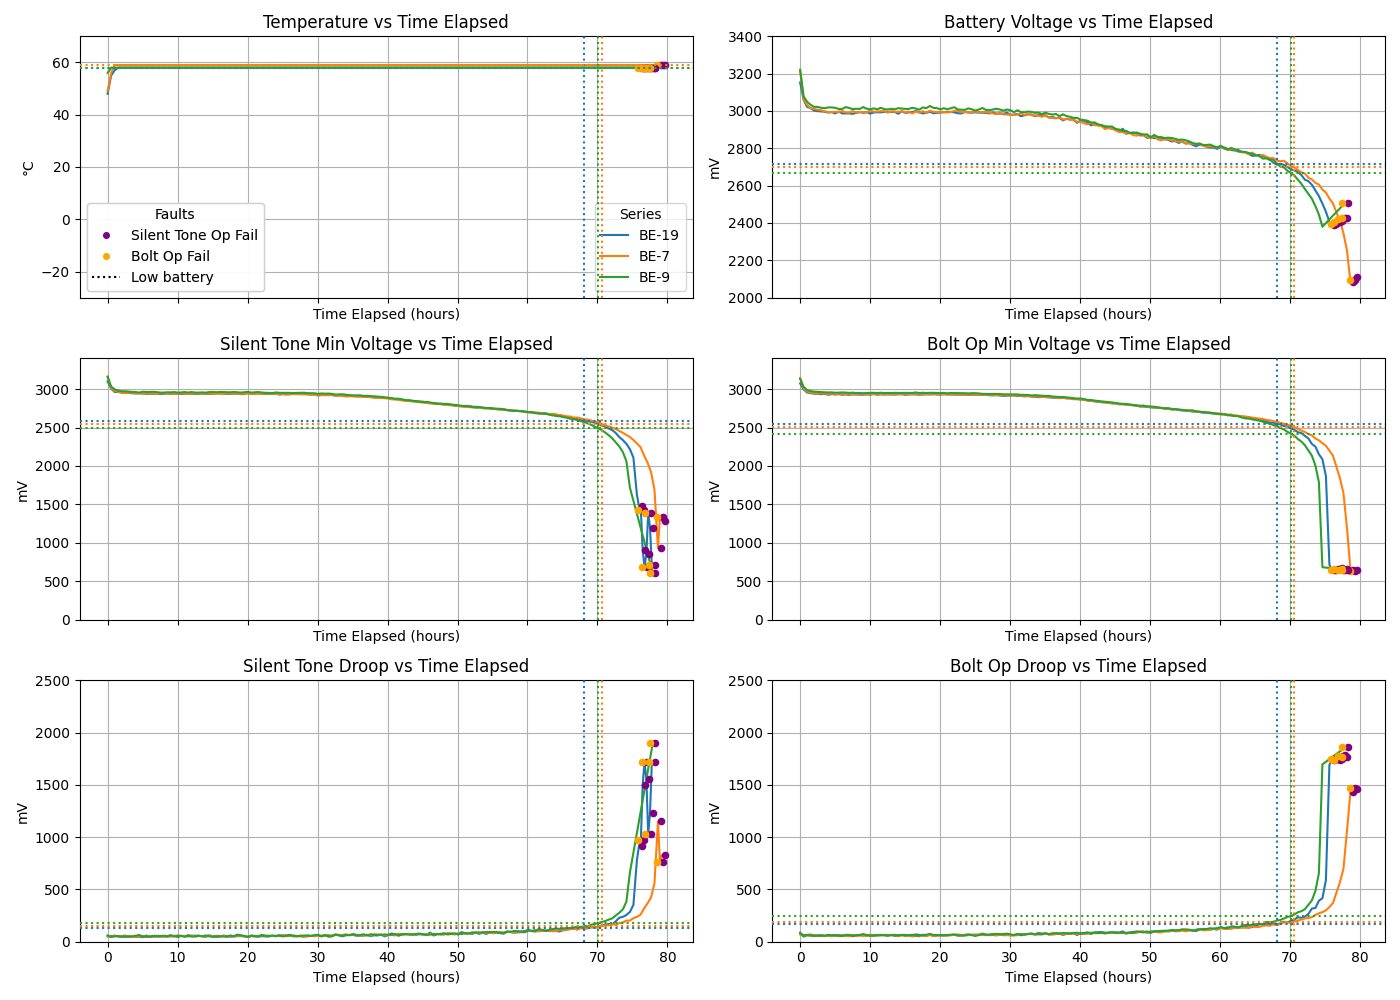 Temperature vs Time Elapsed
60
40
20
0
−20
°C
Faults
Silent Tone Op Fail
Bolt Op Fail
Low battery
Series
BE-19
BE-7
BE-9
Time Elapsed (hours)
Battery Voltage vs Time Elapsed
3400
3200
3000
2800
2600
2400
2200
2000
mV
Time Elapsed (hours)
Silent Tone Min Voltage vs Time Elapsed
3000
2500
2000
1500
1000
500
0
mV
Time Elapsed (hours)
Bolt Op Min Voltage vs Time Elapsed
3000
2500
2000
1500
1000
500
0
mV
Time Elapsed (hours)
Silent Tone Droop vs Time Elapsed
2500
2000
1500
1000
500
0
mV
0 10 20 30 40 50 60 70 80
Time Elapsed (hours)
Bolt Op Droop vs Time Elapsed
2500
2000
1500
1000
500
0
mV
0 10 20 30 40 50 60 70 80
Time Elapsed (hours)